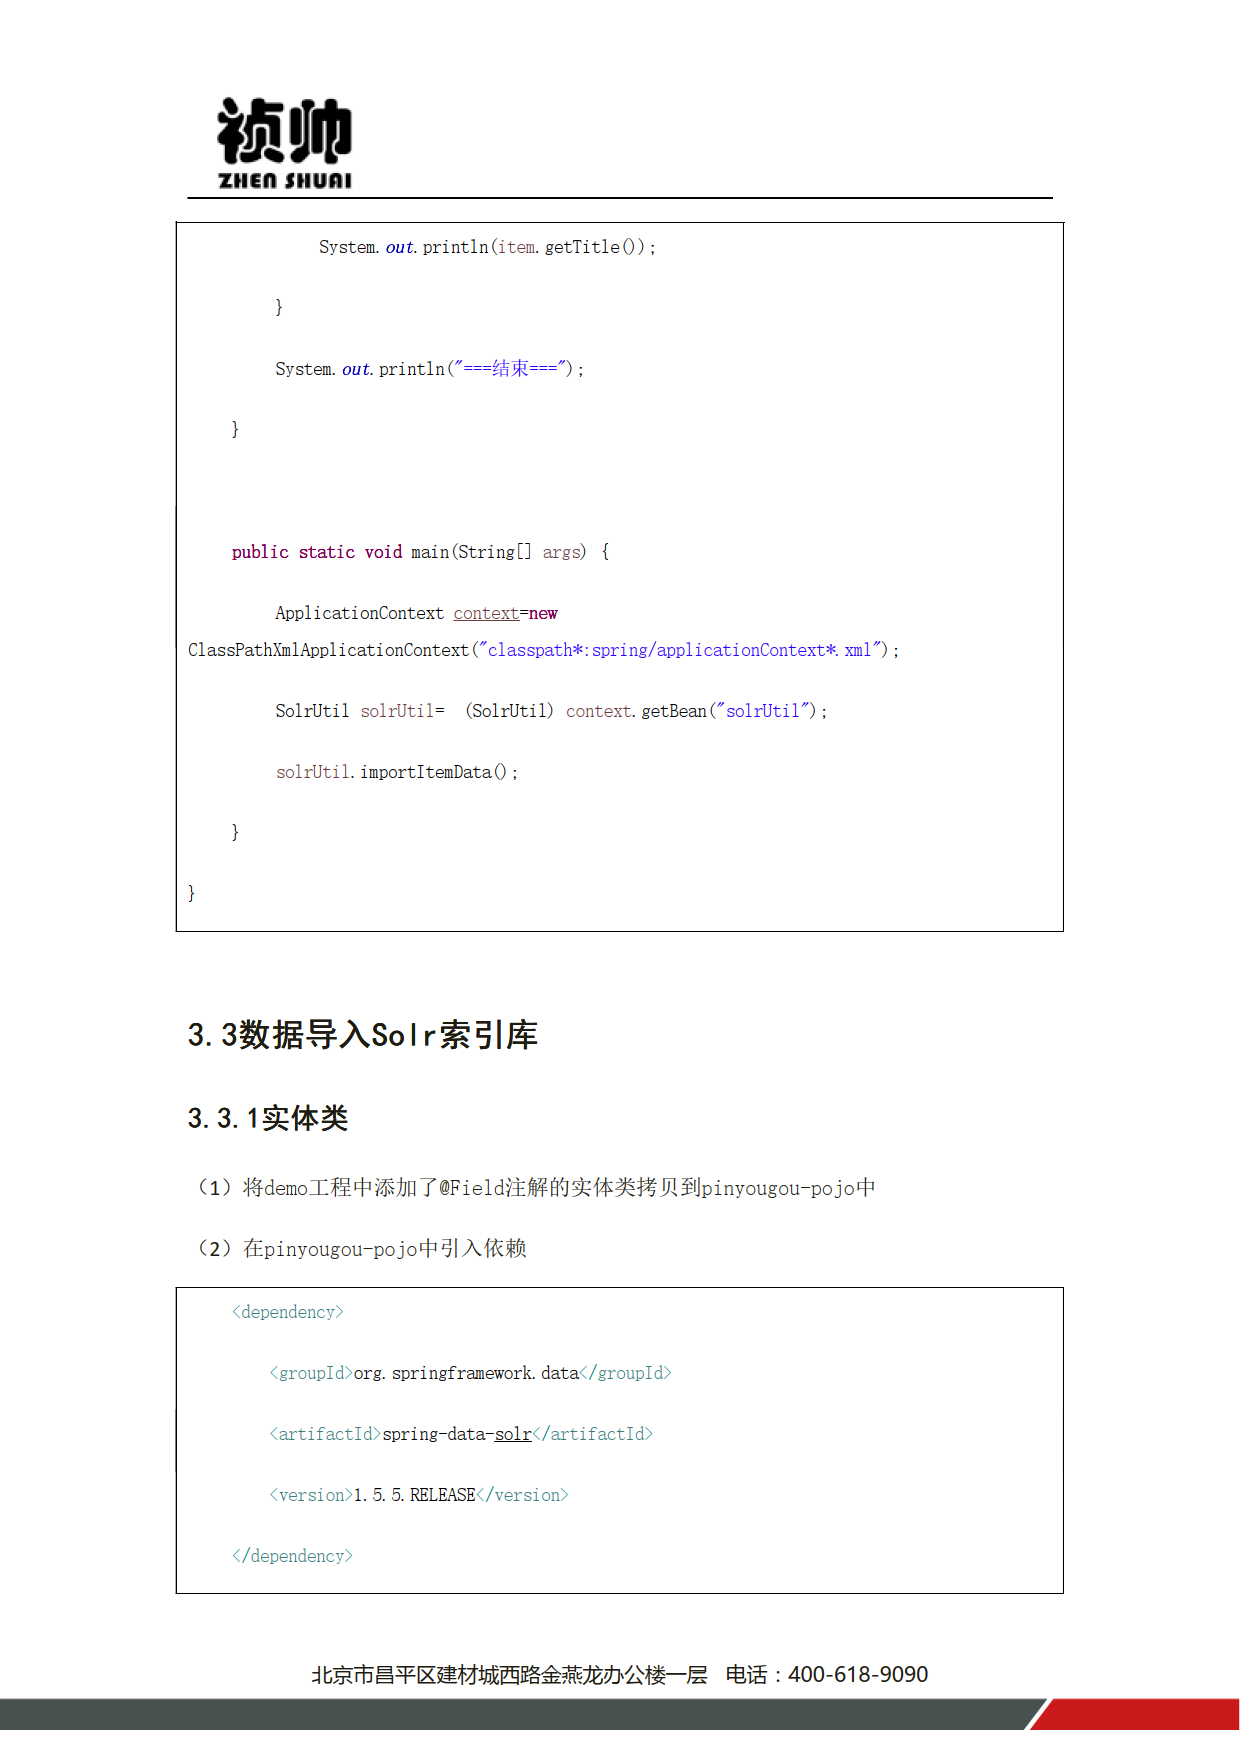 祯帅
ZHEN SHUAI
System.out.println(item.getTitle());
}
System.out.println("===结束===");
}
public static void main(String[] args) {
ApplicationContext context=new
ClassPathXmlApplicationContext("classpath*:spring/applicationContext*.xml");
SolrUtil solrUtil=  (SolrUtil) context.getBean("solrUtil");
solrUtil.importItemData();
}
}
3.3数据导入Solr索引库
3.3.1实体类
（1）将demo工程中添加了@Field注解的实体类拷贝到pinyougou-pojo中
（2）在pinyougou-pojo中引入依赖
<dependency>
<groupId>org.springframework.data</groupId>
<artifactId>spring-data-solr</artifactId>
<version>1.5.5.RELEASE</version>
</dependency>
北京市昌平区建材城西路金燕龙办公楼一层   电话：400-618-9090